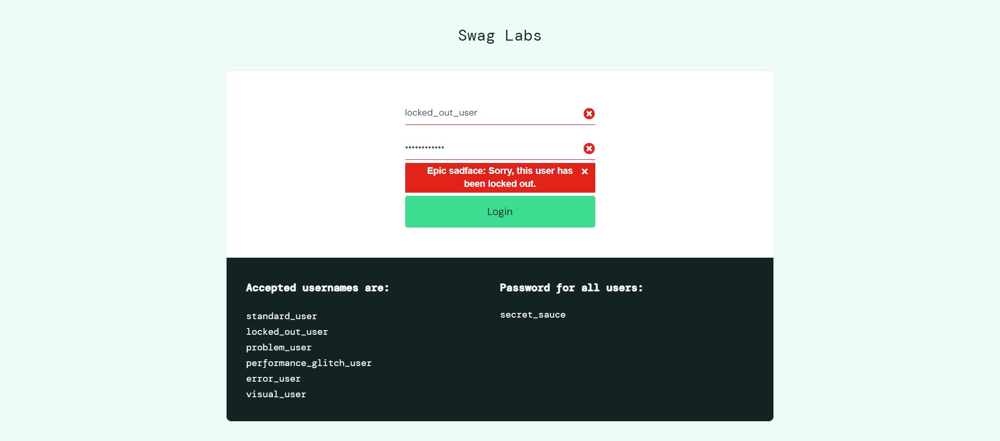 Swag Labs
locked_out_user
••••••••••••
Epic sadface: Sorry, this user has
been locked out.
Login
Accepted usernames are:
standard_user
locked_out_user
problem_user
performance_glitch_user
error_user
visual_user
Password for all users:
secret_sauce